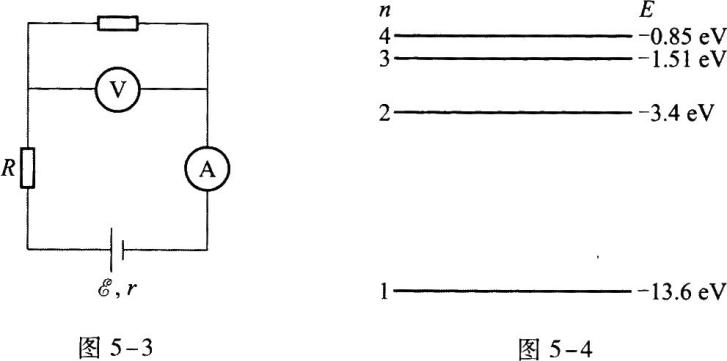 V
R
A
ℰ, r
图 5-3
n E
4 -0.85 eV
3 -1.51 eV
2 -3.4 eV
1 -13.6 eV
图 5-4